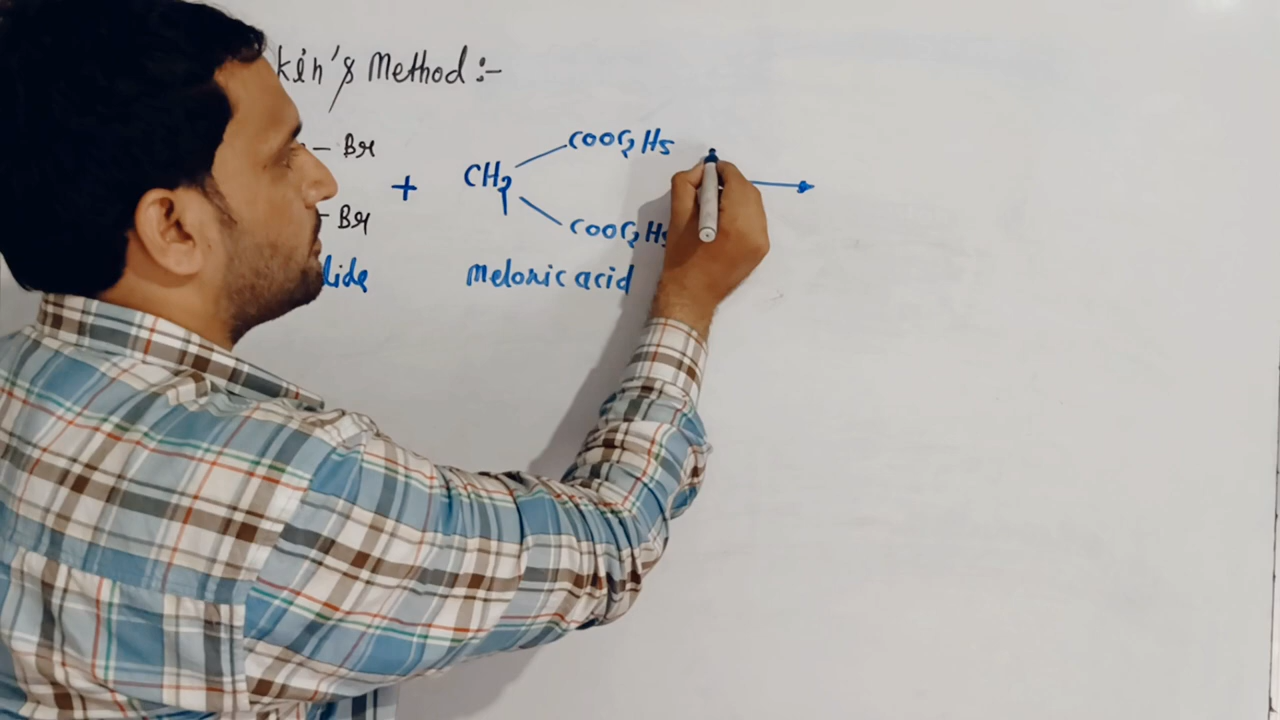 kin's Method :-
– Br COOC2H5
+ CH2
– Br COOC2H5
lide Melonic acid